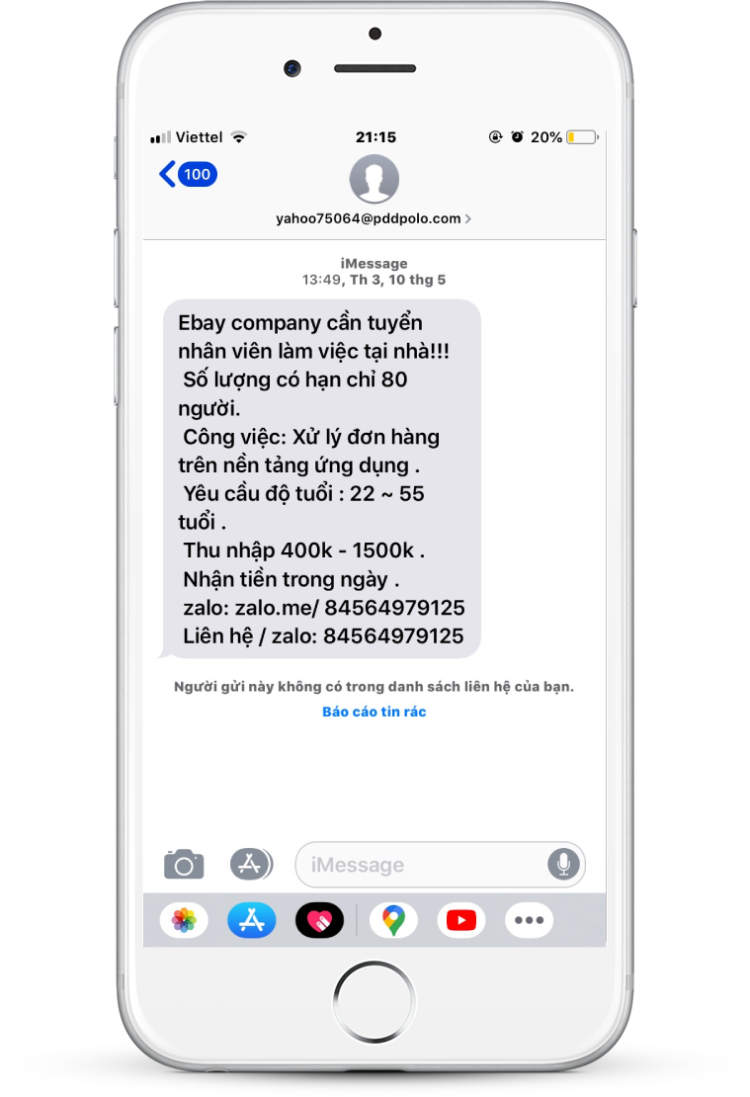 Viettel 21:15 20%
100
yahoo75064@pddpolo.com
iMessage
13:49, Th 3, 10 thg 5
Ebay company cần tuyển
nhân viên làm việc tại nhà!!!
Số lượng có hạn chỉ 80
người.
Công việc: Xử lý đơn hàng
trên nền tảng ứng dụng .
Yêu cầu độ tuổi : 22 ~ 55
tuổi .
Thu nhập 400k - 1500k .
Nhận tiền trong ngày .
zalo: zalo.me/ 84564979125
Liên hệ / zalo: 84564979125
Người gửi này không có trong danh sách liên hệ của bạn.
Báo cáo tin rác
iMessage